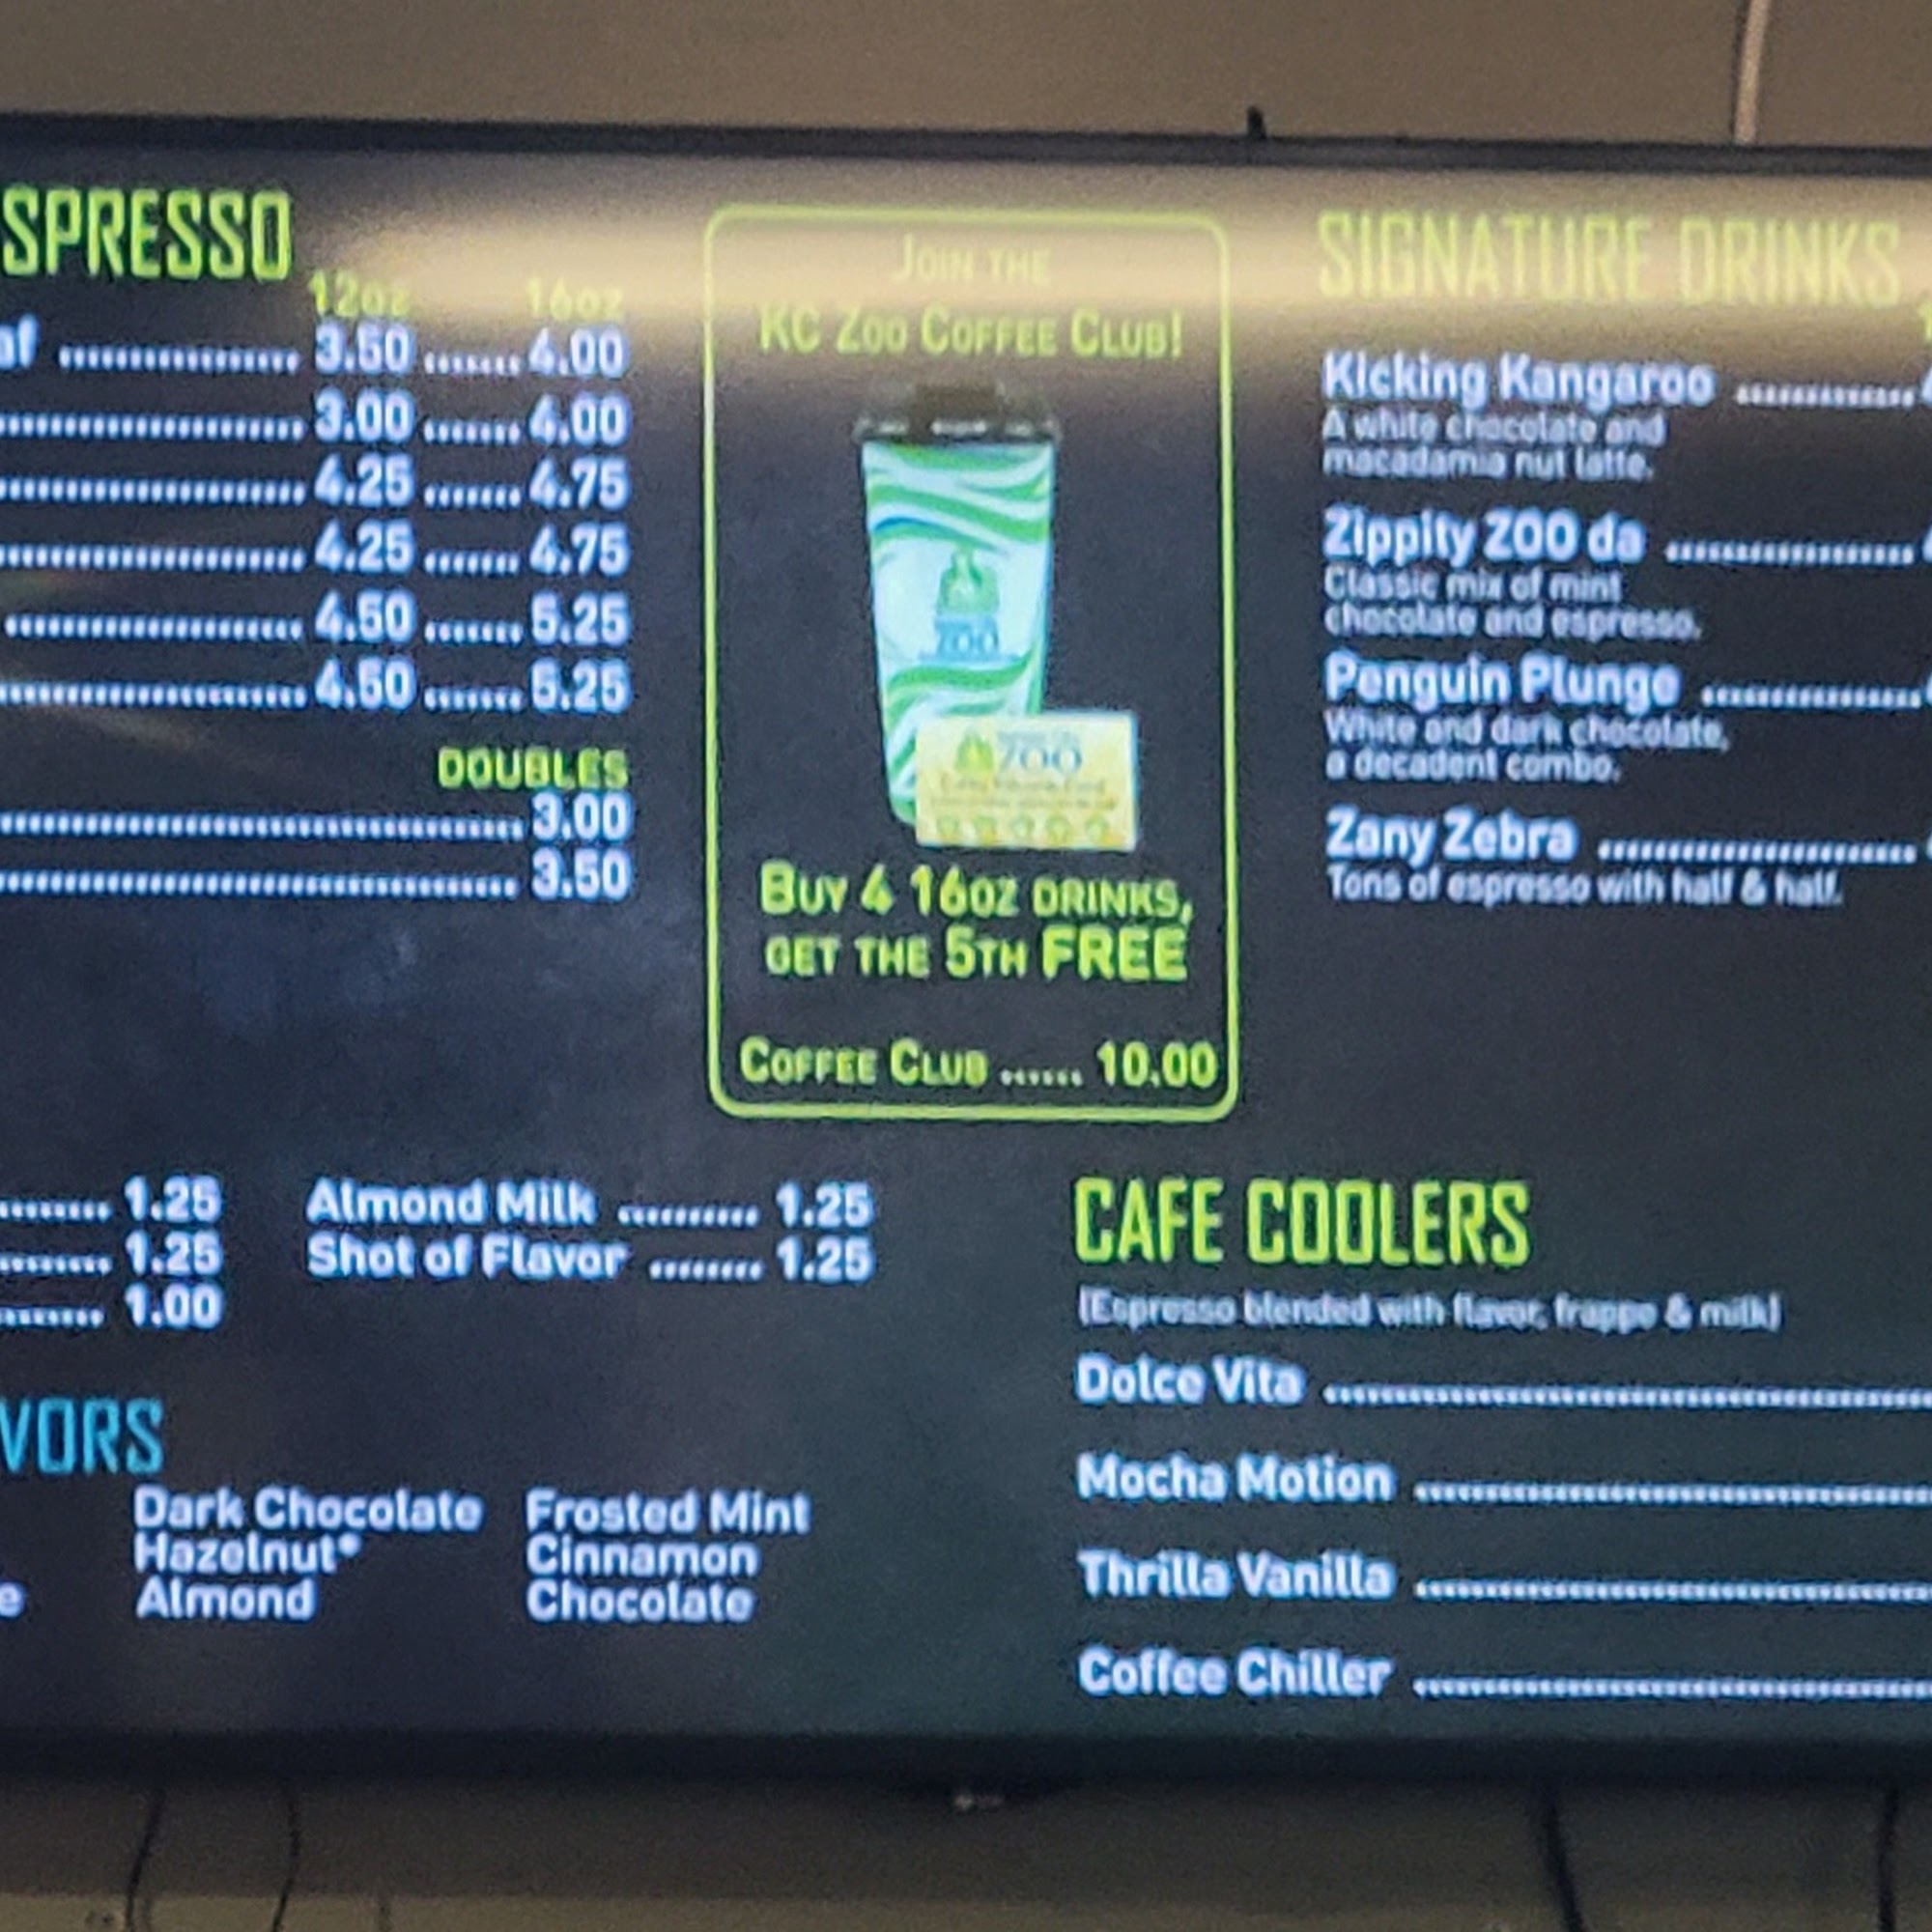 SPRESSO
12oz 16oz
af ................ 3.50 ....... 4.00
3.00 ....... 4.00
4.25 ....... 4.75
4.25 ....... 4.75
4.50 ....... 5.25
4.50 ....... 5.25
DOUBLES
3.00
3.50
JOIN THE
KC ZOO COFFEE CLUB!
ZOO
ZOO
BUY 4 16OZ DRINKS,
GET THE 5TH FREE
COFFEE CLUB ...... 10.00
SIGNATURE DRINKS
Kicking Kangaroo
A white chocolate and
macadamia nut latte.
Zippity ZOO da
Classic mix of mint
chocolate and espresso.
Penguin Plunge
White and dark chocolate,
a decadent combo.
Zany Zebra
Tons of espresso with half & half.
1.25
1.25
1.00
Almond Milk .......... 1.25
Shot of Flavor ........ 1.25
VORS
e
Dark Chocolate
Hazelnut*
Almond
Frosted Mint
Cinnamon
Chocolate
CAFE COOLERS
(Espresso blended with flavor, frappe & milk)
Dolce Vita
Mocha Motion
Thrilla Vanilla
Coffee Chiller